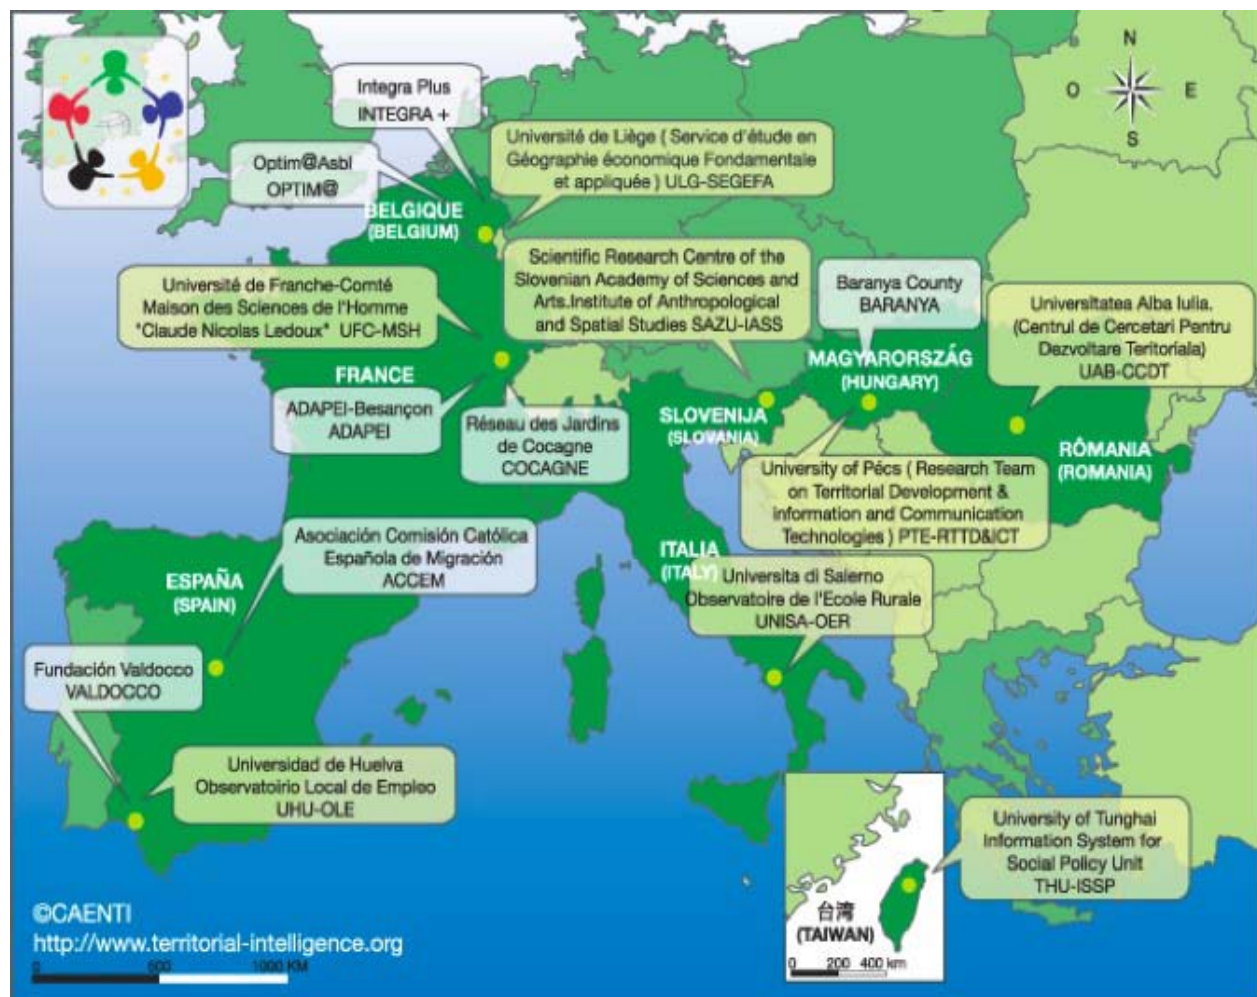 N
O
E
S
Integra Plus
INTEGRA +
Université de Liège ( Service d'étude en
Géographie économique Fondamentale
et appliquée ) ULG-SEGEFA
Optim@Asbl
OPTIM@
BELGIQUE
(BELGIUM)
Scientific Research Centre of the
Slovenian Academy of Sciences and
Arts.Institute of Anthropological
and Spatial Studies SAZU-IASS
Baranya County
BARANYA
Université de Franche-Comté
Maison des Sciences de l'Homme
"Claude Nicolas Ledoux" UFC-MSH
Universitatea Alba Iulia.
(Centrul de Cercetari Pentru
Dezvoltare Teritoriala)
UAB-CCDT
MAGYARORSZÁG
(HUNGARY)
FRANCE
ADAPEI-Besançon
ADAPEI
Réseau des Jardins
de Cocagne
COCAGNE
SLOVENIJA
(SLOVANIA)
RÔMANIA
(ROMANIA)
University of Pécs ( Research Team
on Territorial Development &
information and Communication
Technologies ) PTE-RTTD&ICT
Asociación Comisión Católica
Española de Migración
ACCEM
ITALIA
(ITALY)
ESPAÑA
(SPAIN)
Universita di Salerno
Observatoire de l'Ecole Rurale
UNISA-OER
Fundación Valdocco
VALDOCCO
Universidad de Huelva
Observatoirio Local de Empleo
UHU-OLE
University of Tunghai
Information System for
Social Policy Unit
THU-ISSP
台湾
(TAIWAN)
0 200 400 km
©CAENTI
http://www.territorial-intelligence.org
0 500 1000 KM